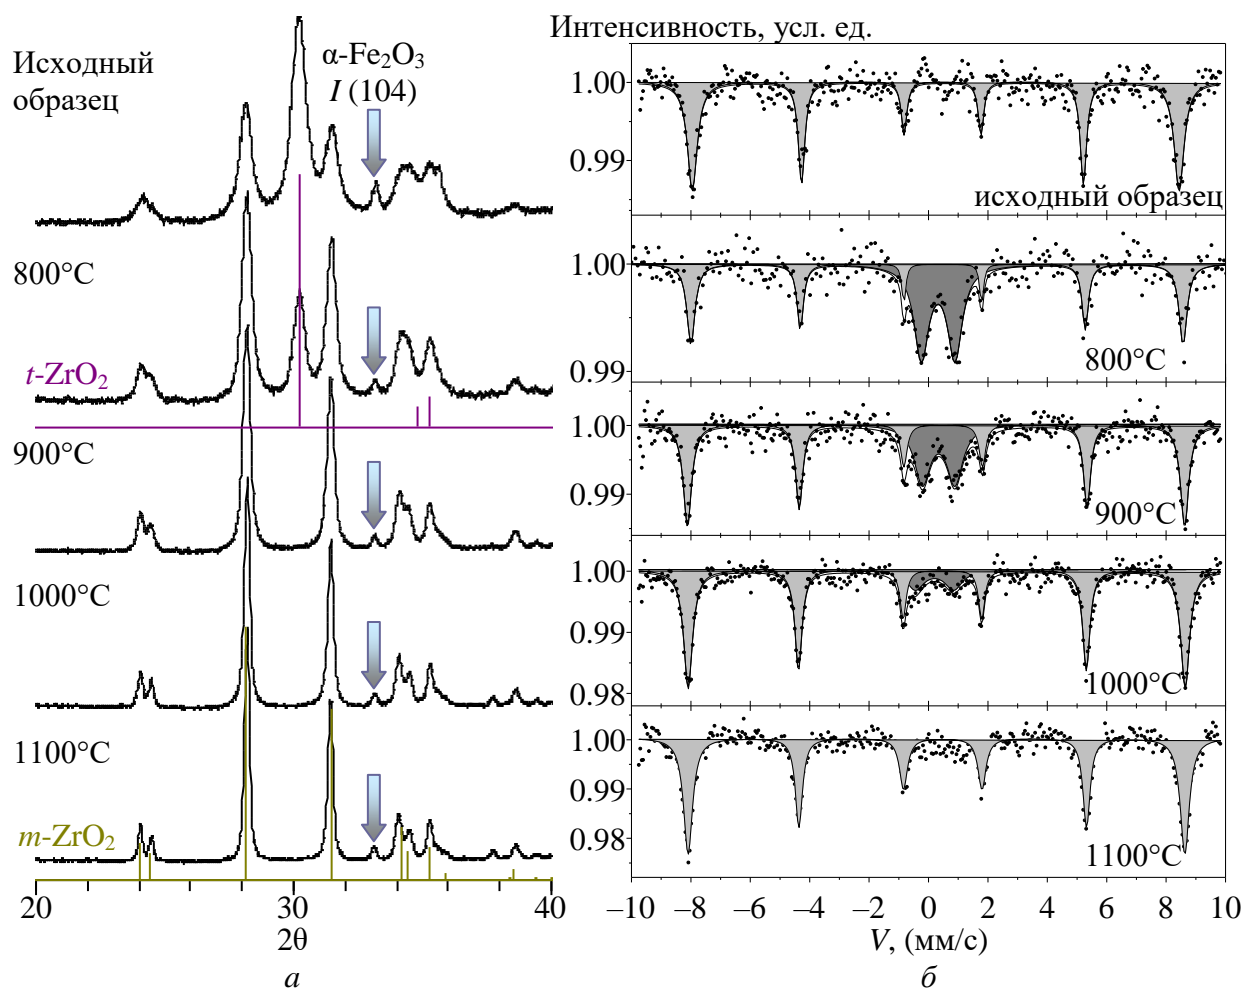 Интенсивность, усл. ед.
Исходный
образец
α-Fe₂O₃
I (104)
800°C
t-ZrO₂
900°C
1000°C
1100°C
m-ZrO₂
20 30 40
2θ
а
1.00
0.99
исходный образец
1.00
0.99
800°C
1.00
0.99
900°C
1.00
0.99
0.98
1000°C
1.00
0.99
0.98
1100°C
–10 –8 –6 –4 –2 0 2 4 6 8 10
V, (мм/с)
б